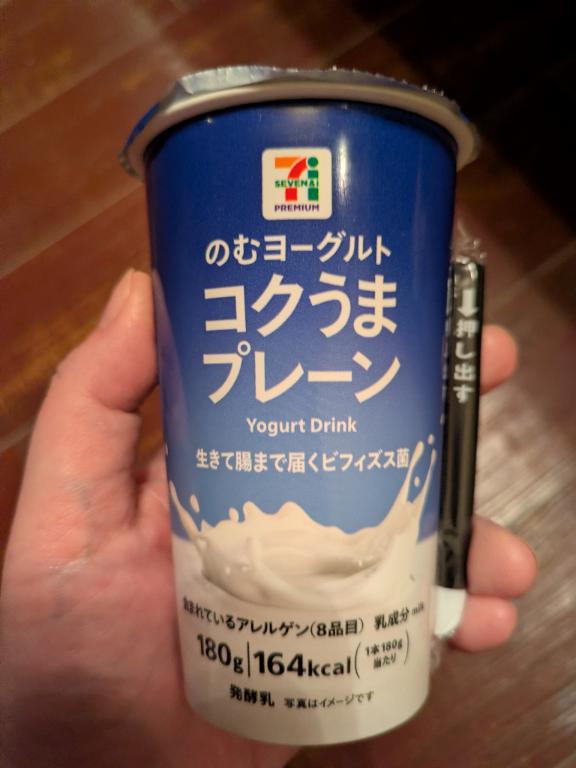 SEVEN&i
PREMIUM
のむヨーグルト
コクうま
プレーン
Yogurt Drink
生きて腸まで届くビフィズス菌
含まれているアレルゲン(8品目) 乳成分 milk
180g 164kcal (1本180g当たり)
発酵乳 写真はイメージです
↓押し出す